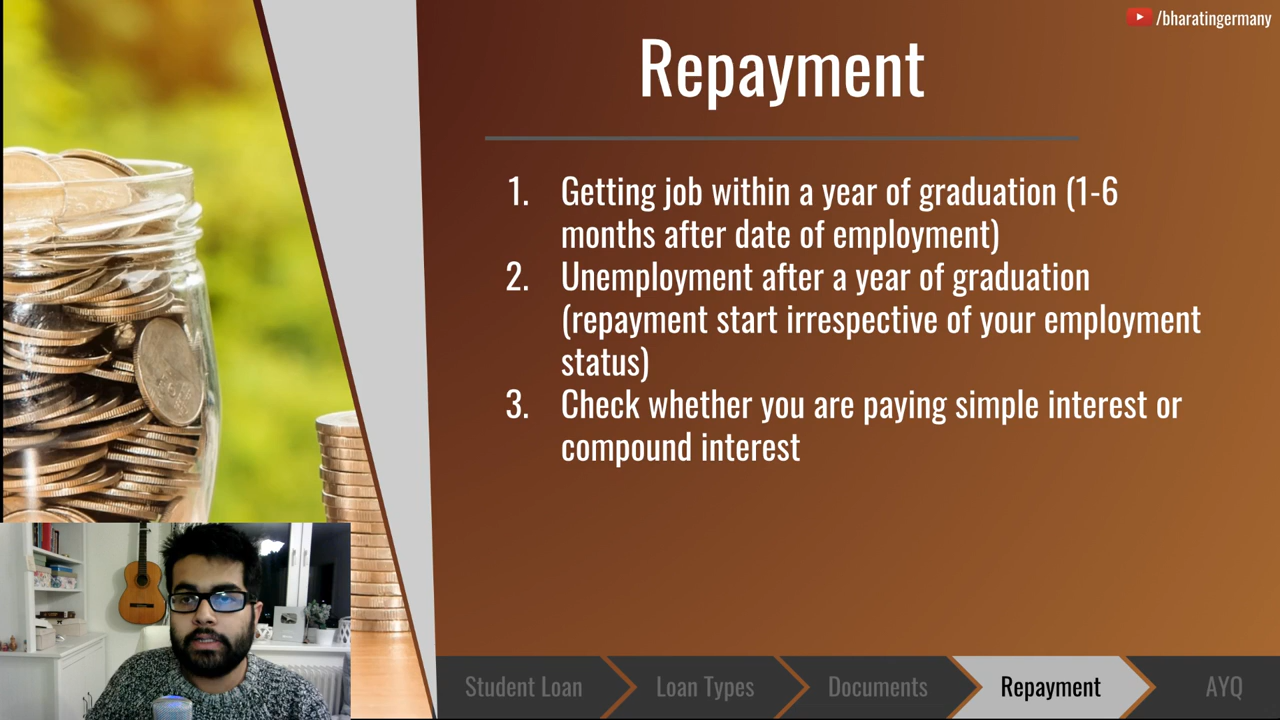 /bharatingermany
Repayment
1. Getting job within a year of graduation (1-6
months after date of employment)
2. Unemployment after a year of graduation
(repayment start irrespective of your employment
status)
3. Check whether you are paying simple interest or
compound interest
Student Loan
Loan Types
Documents
Repayment
AYQ